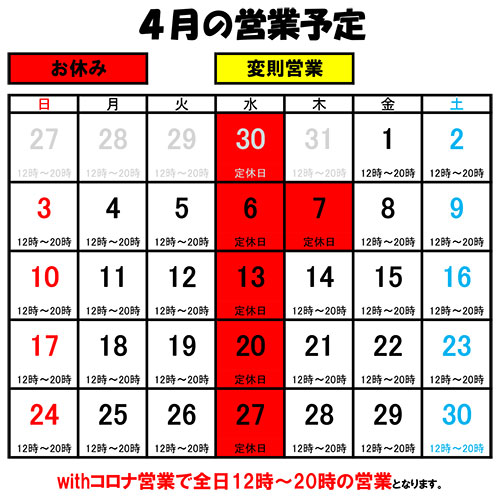 ４月の営業予定
お休み 変則営業
日 月 火 水 木 金 土
27 28 29 30 31 1 2
12時～20時 12時～20時 12時～20時 定休日 12時～20時 12時～20時 12時～20時
3 4 5 6 7 8 9
12時～20時 12時～20時 12時～20時 定休日 定休日 12時～20時 12時～20時
10 11 12 13 14 15 16
12時～20時 12時～20時 12時～20時 定休日 12時～20時 12時～20時 12時～20時
17 18 19 20 21 22 23
12時～20時 12時～20時 12時～20時 定休日 12時～20時 12時～20時 12時～20時
24 25 26 27 28 29 30
12時～20時 12時～20時 12時～20時 定休日 12時～20時 12時～20時 12時～20時
withコロナ営業で全日12時～20時の営業となります。